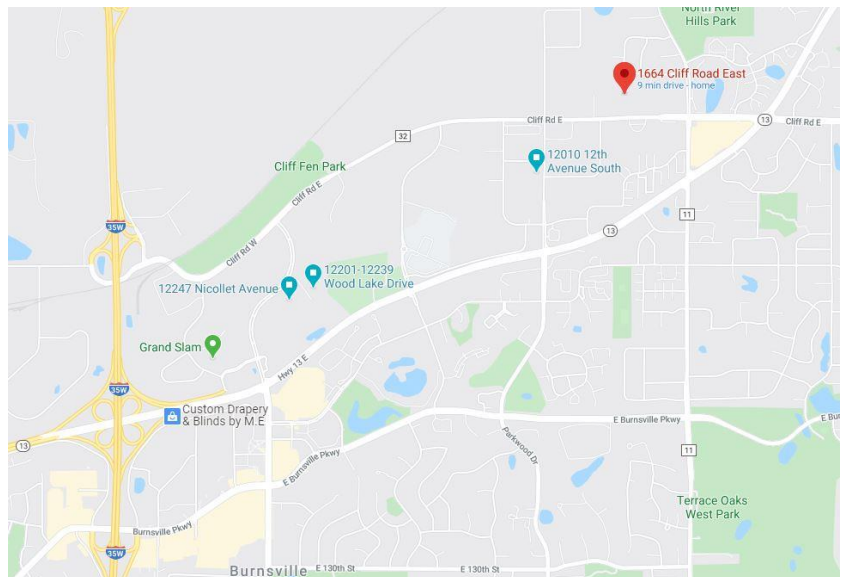 North River
Hills Park
1664 Cliff Road East
9 min drive - home
13
Cliff Rd E
Cliff Rd E
32
12010 12th
Avenue South
Cliff Fen Park
Cliff Rd E
11
35W
13
Cliff Rd W
12201-12239
Wood Lake Drive
12247 Nicollet Avenue
Grand Slam
Hwy 13 E
35W
Custom Drapery
& Blinds by M.E
E Burnsville Pkwy
E Bu
13
Parkwood Dr
11
E Burnsville Pkwy
Terrace Oaks
West Park
Burnsville Pkwy
35W
Burnsville
E 130th St
E 130th St